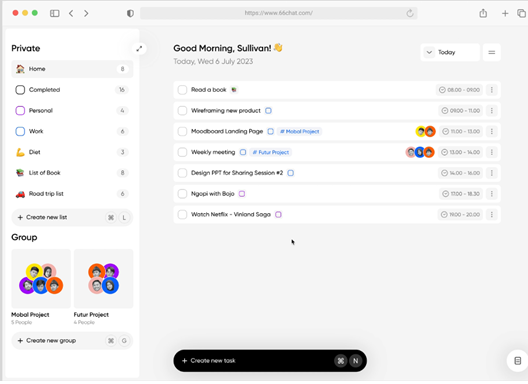 https://www.66chat.com/
Private
Home 8
Completed 16
Personal 4
Work 6
Diet 3
List of Book 8
Road trip list 6
+ Create new list ⌘ L
Group
Mobal Project
5 People
Futur Project
4 People
+ Create new group ⌘ G
Good Morning, Sullivan! 👋
Today, Wed 6 July 2023
Today
Read a book 08.00 - 09.00
Wireframing new product 09.00 - 11.00
Moodboard Landing Page # Mobal Project 11.00 - 13.00
Weekly meeting # Futur Project 13.00 - 14.00
Design PPT for Sharing Session #2 14.00 - 16.00
Ngopi with Bojo 17.00 - 18.30
Watch Netflix - Vinland Saga 19.00 - 20.00
+ Create new task ⌘ N